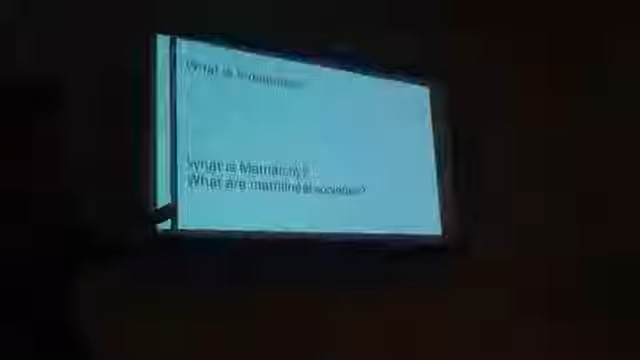 What is
What is Matriarchy?
What are matrilineal societies?